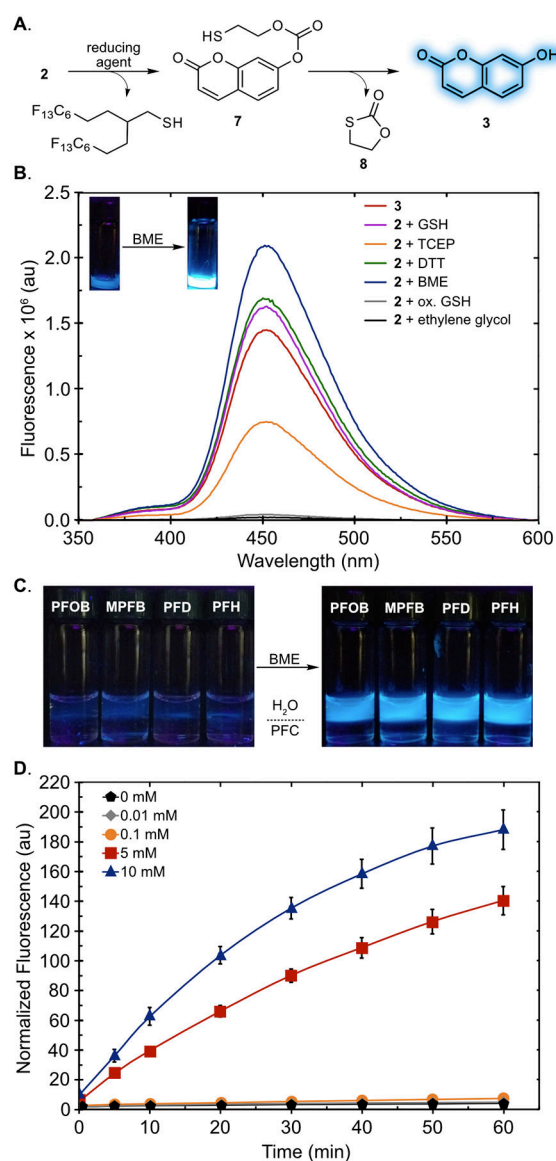 A.
HS
O
O
reducing
agent
2
O
O
O
F13C6
SH
F13C6
7
O
S
O
8
O
O
OH
3
B.
2.5
2.0
1.5
1.0
0.5
0.0
Fluorescence x 10⁶ (au)
BME
3
2 + GSH
2 + TCEP
2 + DTT
2 + BME
2 + ox. GSH
2 + ethylene glycol
350 400 450 500 550 600
Wavelength (nm)
C.
PFOB MPFB PFD PFH
BME
H₂O
PFC
PFOB MPFB PFD PFH
D.
220
200
180
160
140
120
100
80
60
40
20
0
Normalized Fluorescence (au)
0 mM
0.01 mM
0.1 mM
5 mM
10 mM
0 10 20 30 40 50 60
Time (min)